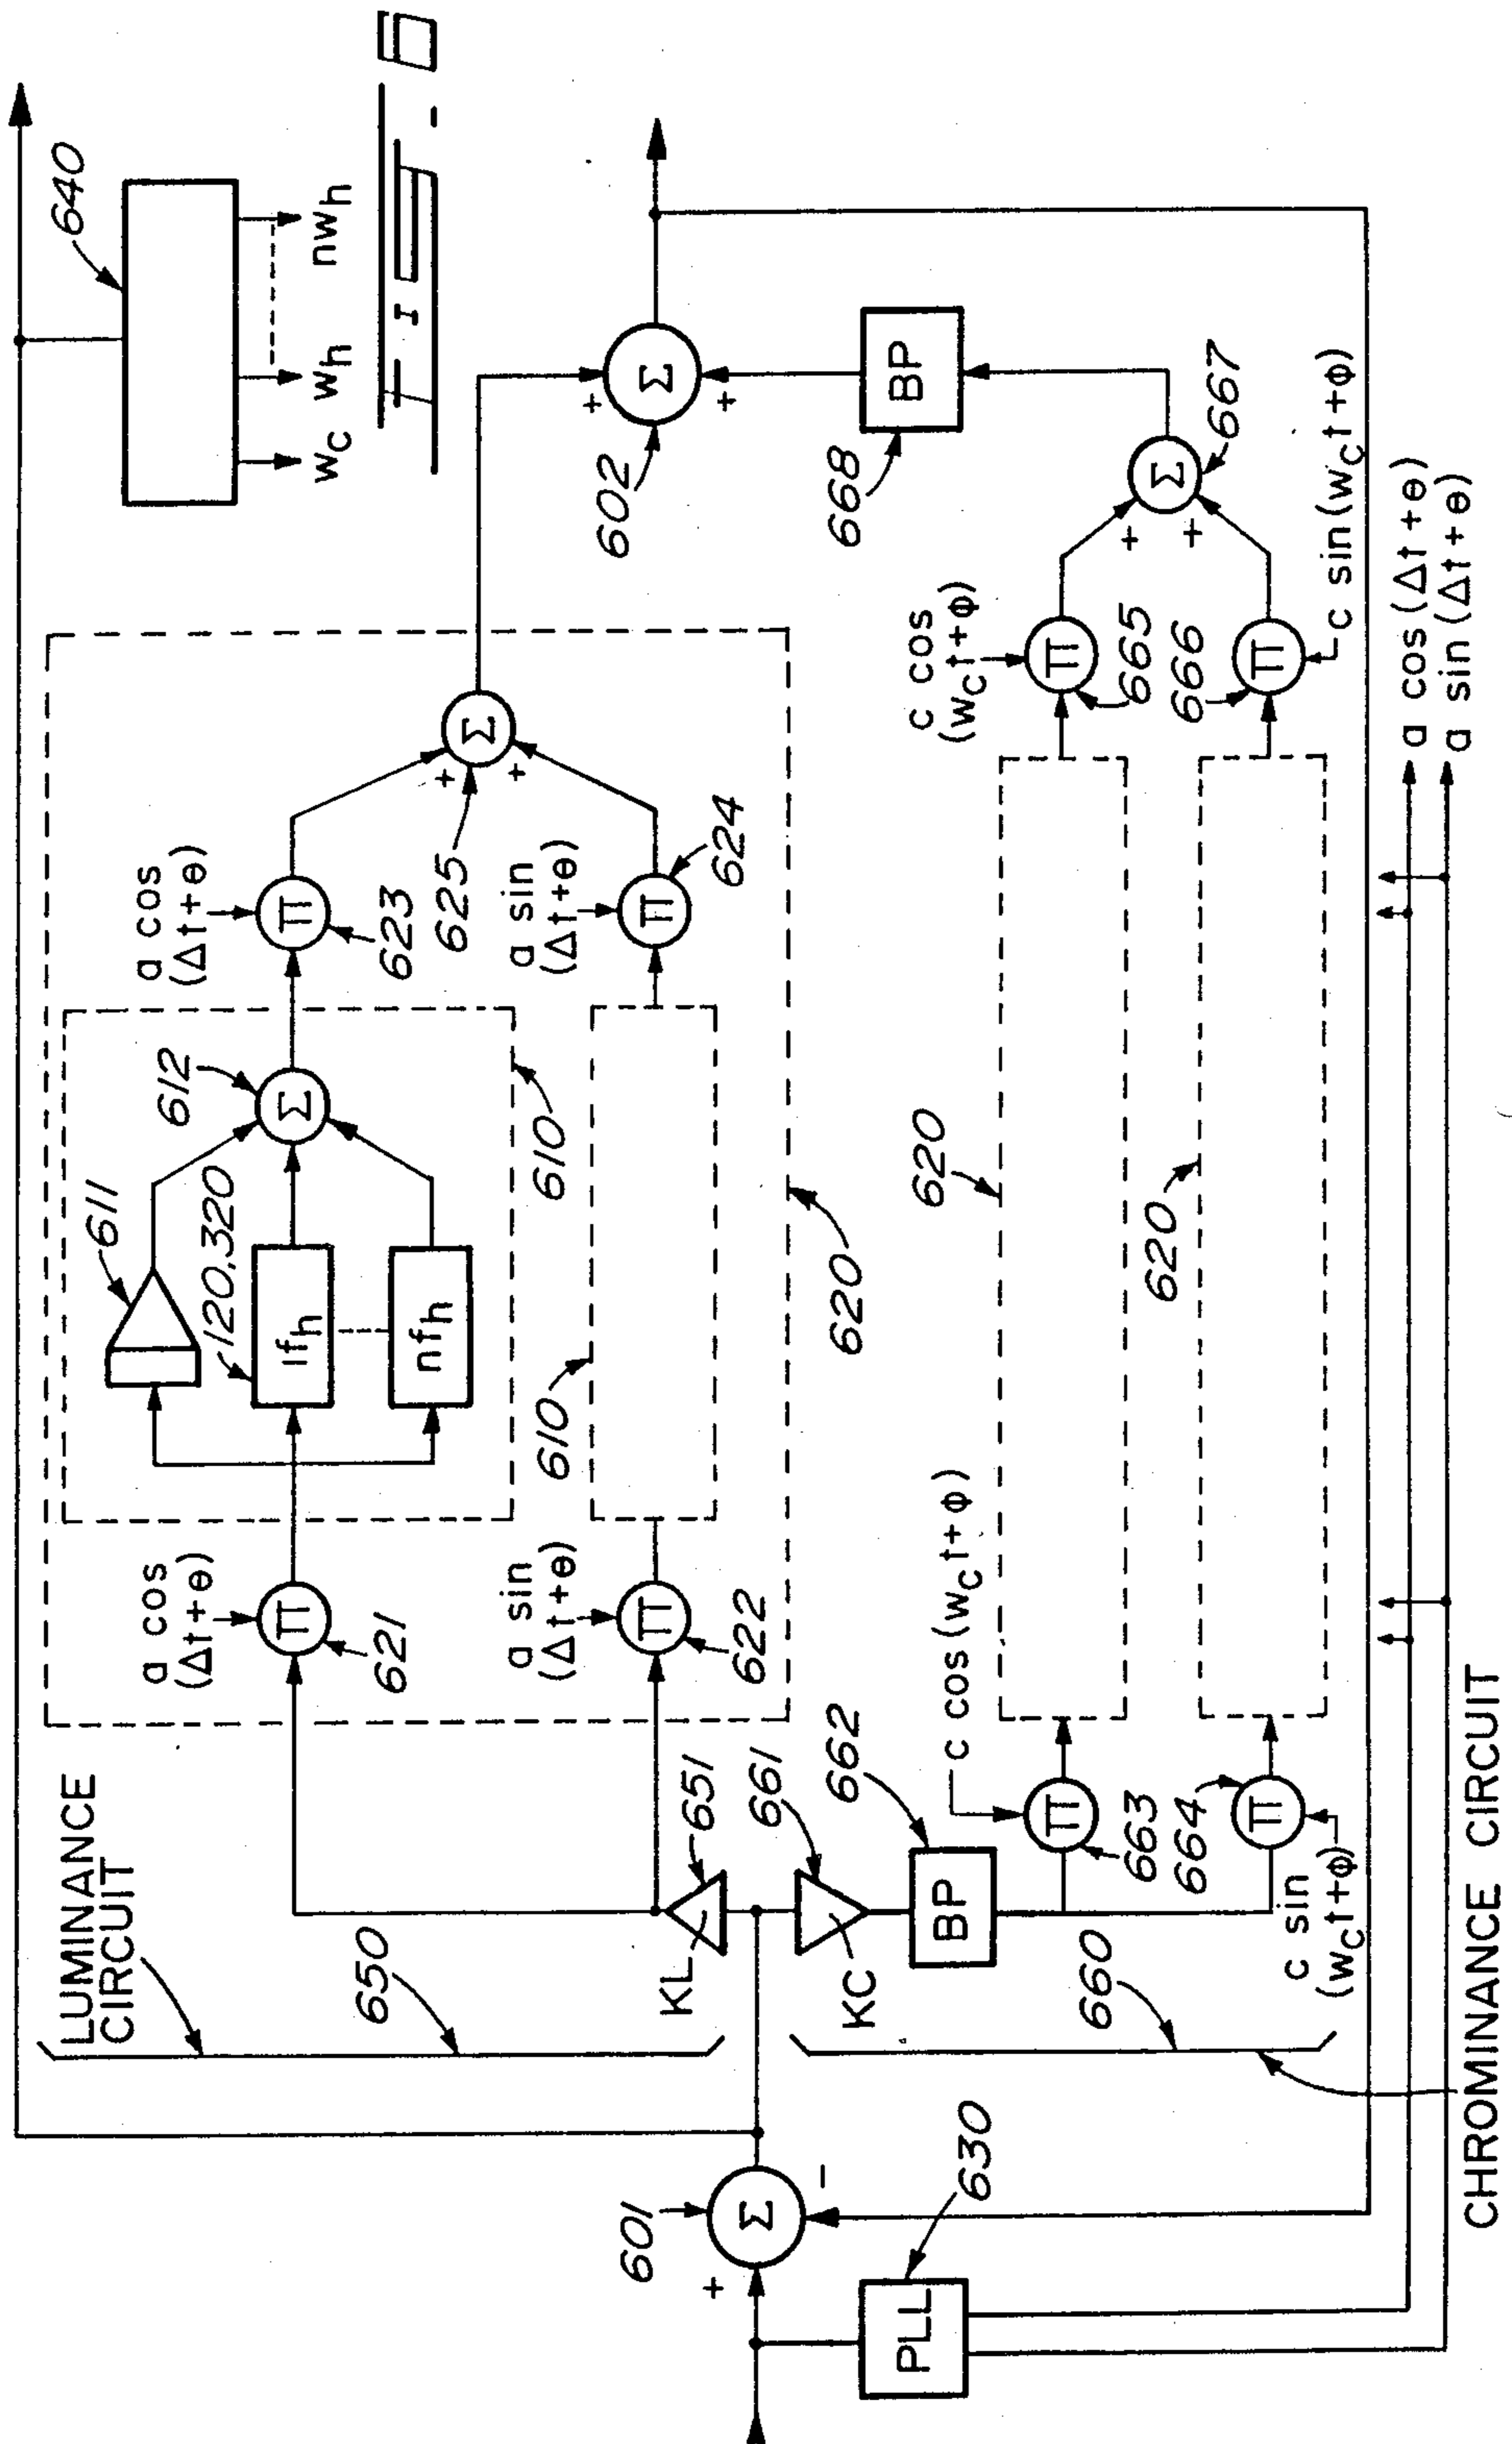 640
wc wh nwh
LUMINANCE
CIRCUIT
650
a cos
(Δt+θ)
Π
621
611
120,320
1fh
nfh
612
Σ
610
a cos
(Δt+θ)
Π
623
625
Σ
+
+
a sin
(Δt+θ)
Π
622
610
a sin
(Δt+θ)
Π
624
620
602
Σ
+
+
KL
651
661
KC
662
BP
c cos(wct+φ)
Π
663
664
Π
c sin
(wct+φ)
660
620
620
c cos
(wct+φ)
Π
665
666
Π
c sin(wct+φ)
+
+
Σ
667
BP
668
601
Σ
+
-
630
PLL
a cos(Δt+θ)
a sin(Δt+θ)
CHROMINANCE CIRCUIT